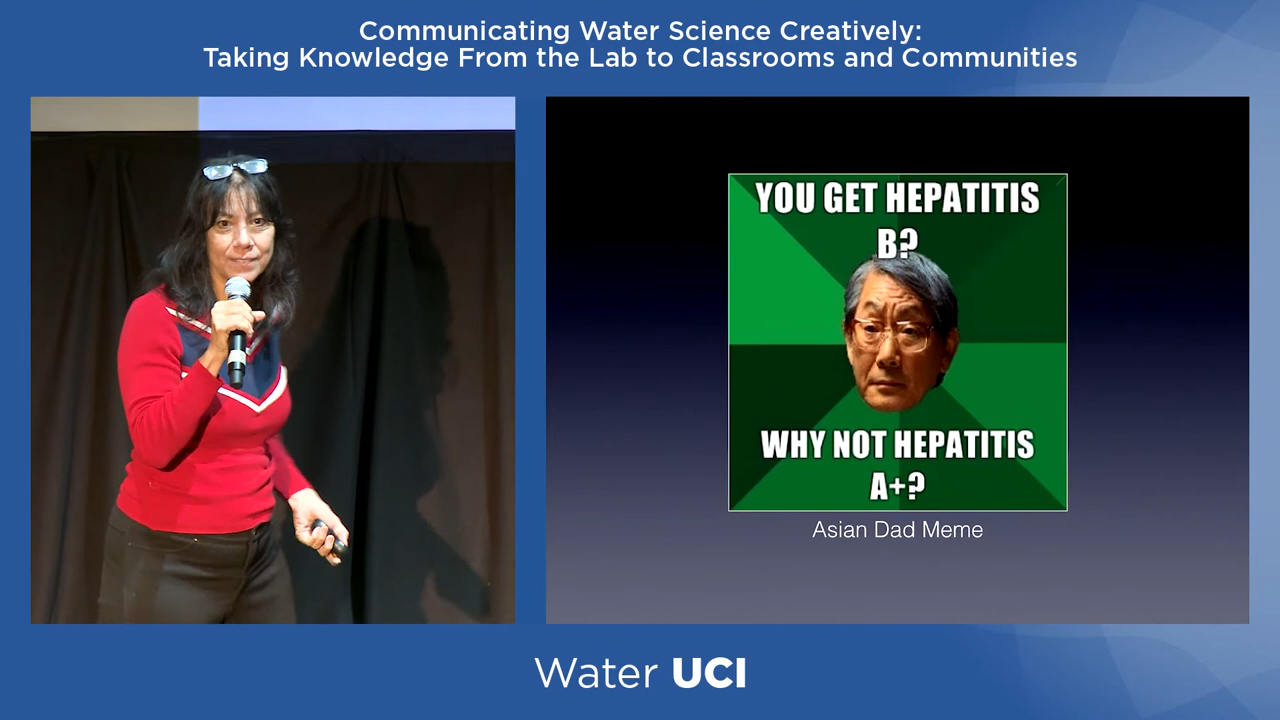 Communicating Water Science Creatively:
Taking Knowledge From the Lab to Classrooms and Communities
YOU GET HEPATITIS
B?
WHY NOT HEPATITIS
A+?
Asian Dad Meme
Water UCI